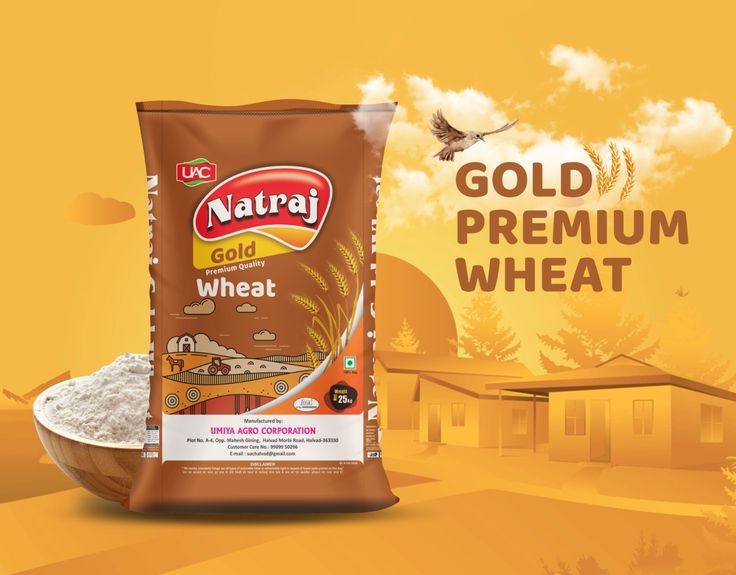 UAC
Natraj
Gold
Premium Quality
Wheat
Weight
25kg
Manufactured by:
UMIYA AGRO CORPORATION
Plot No. A-4, Opp. Mahesh Gining, Halvad Morbi Road, Halvad-363330
Customer Care No.: 99099 50296
E-mail : uachalvad@gmail.com
DISCLAIMER
GOLD
PREMIUM
WHEAT